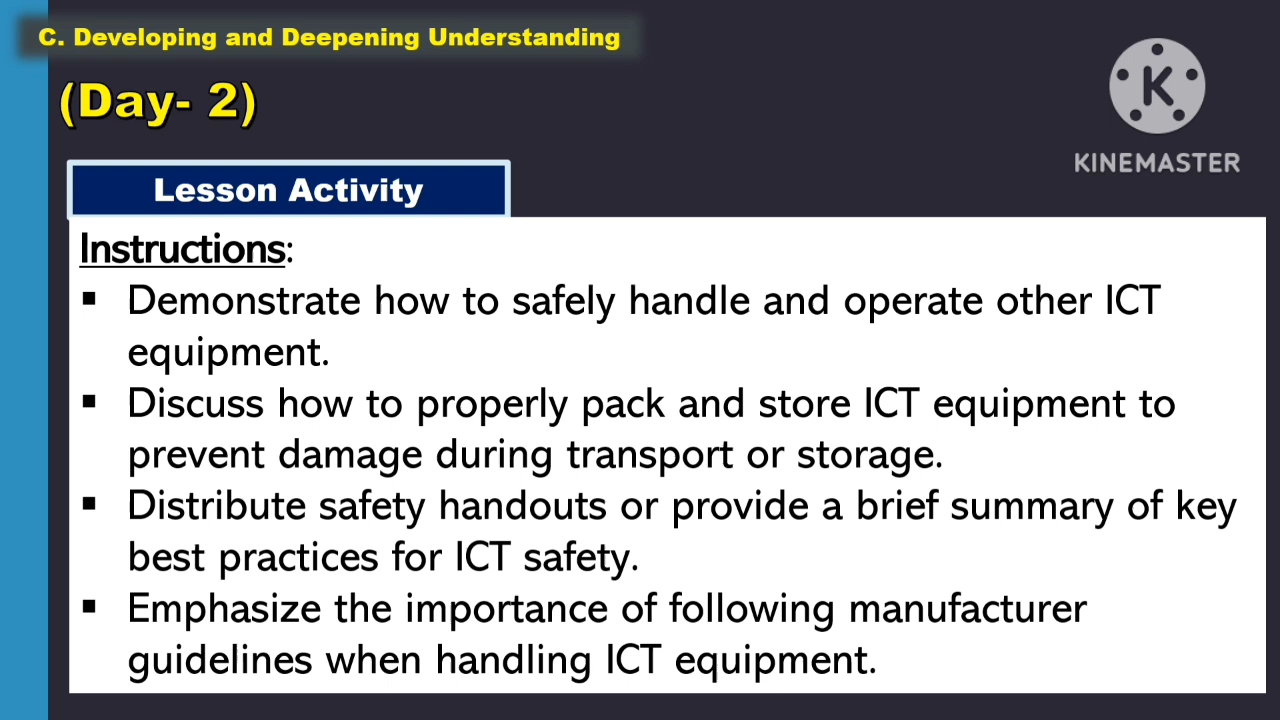 C. Developing and Deepening Understanding
(Day- 2)
K
KINEMASTER
Lesson Activity
Instructions:
▪ Demonstrate how to safely handle and operate other ICT
equipment.
▪ Discuss how to properly pack and store ICT equipment to
prevent damage during transport or storage.
▪ Distribute safety handouts or provide a brief summary of key
best practices for ICT safety.
▪ Emphasize the importance of following manufacturer
guidelines when handling ICT equipment.